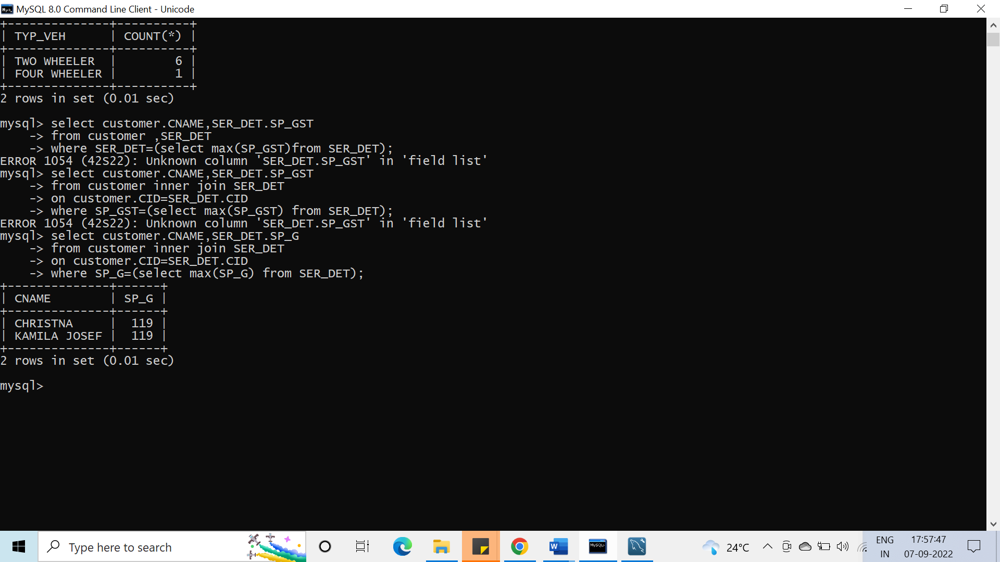 MySQL 8.0 Command Line Client - Unicode
+--------------+----------+
| TYP_VEH      | COUNT(*) |
+--------------+----------+
| TWO WHEELER  |        6 |
| FOUR WHEELER |        1 |
+--------------+----------+
2 rows in set (0.01 sec)
mysql> select customer.CNAME,SER_DET.SP_GST
    -> from customer ,SER_DET
    -> where SER_DET=(select max(SP_GST)from SER_DET);
ERROR 1054 (42S22): Unknown column 'SER_DET.SP_GST' in 'field list'
mysql> select customer.CNAME,SER_DET.SP_GST
    -> from customer inner join SER_DET
    -> on customer.CID=SER_DET.CID
    -> where SP_GST=(select max(SP_GST) from SER_DET);
ERROR 1054 (42S22): Unknown column 'SER_DET.SP_GST' in 'field list'
mysql> select customer.CNAME,SER_DET.SP_G
    -> from customer inner join SER_DET
    -> on customer.CID=SER_DET.CID
    -> where SP_G=(select max(SP_G) from SER_DET);
+--------------+------+
| CNAME        | SP_G |
+--------------+------+
| CHRISTNA     |  119 |
| KAMILA JOSEF |  119 |
+--------------+------+
2 rows in set (0.01 sec)
mysql>
Type here to search
W
MySQL>
24°C
ENG
IN
17:57:47
07-09-2022